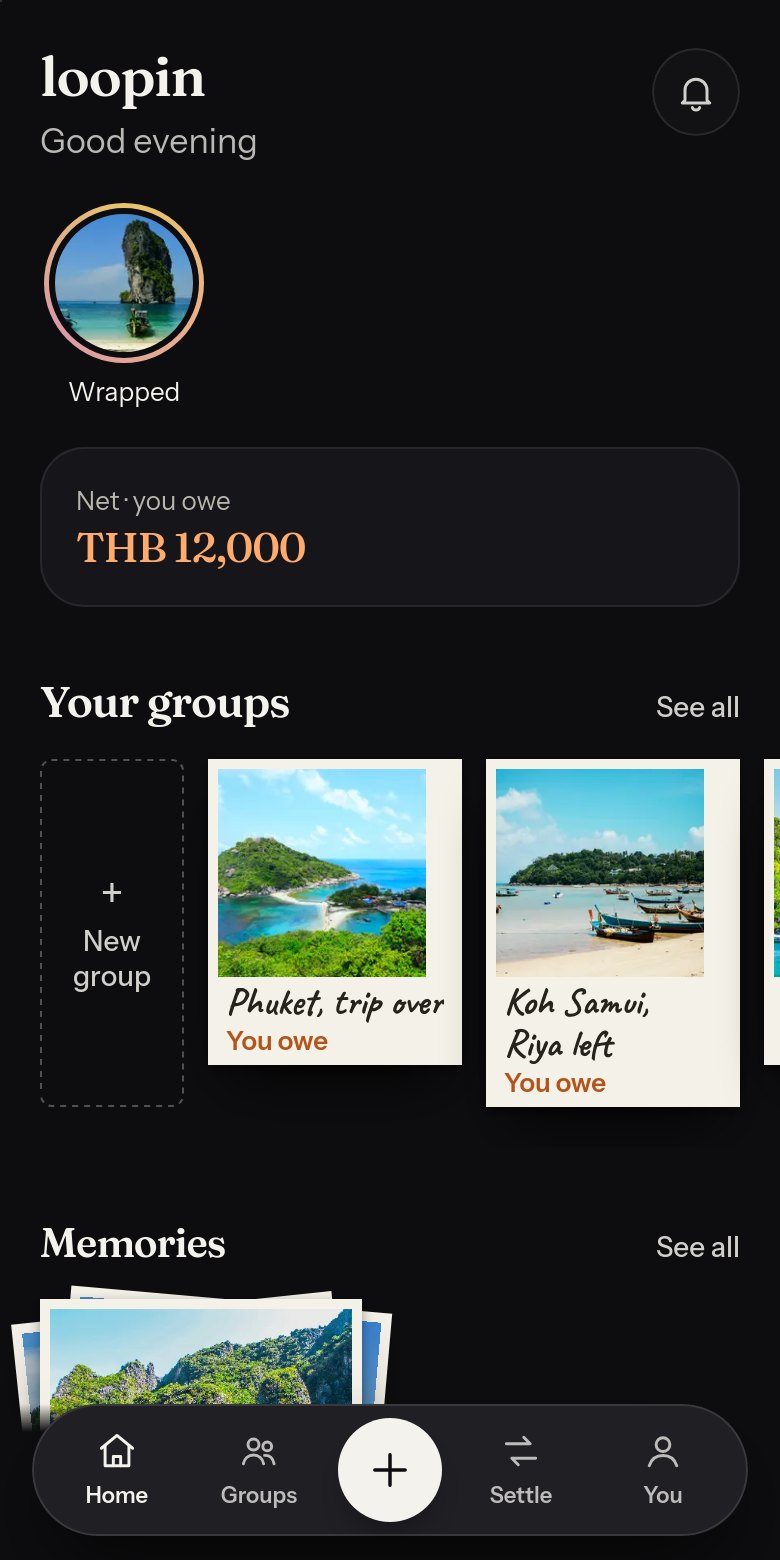 loopin
Good evening
Wrapped
Net · you owe
THB 12,000
Your groups
See all
+
New
group
Phuket, trip over
You owe
Koh Samui,
Riya left
You owe
Memories
See all
Home
Groups
Settle
You